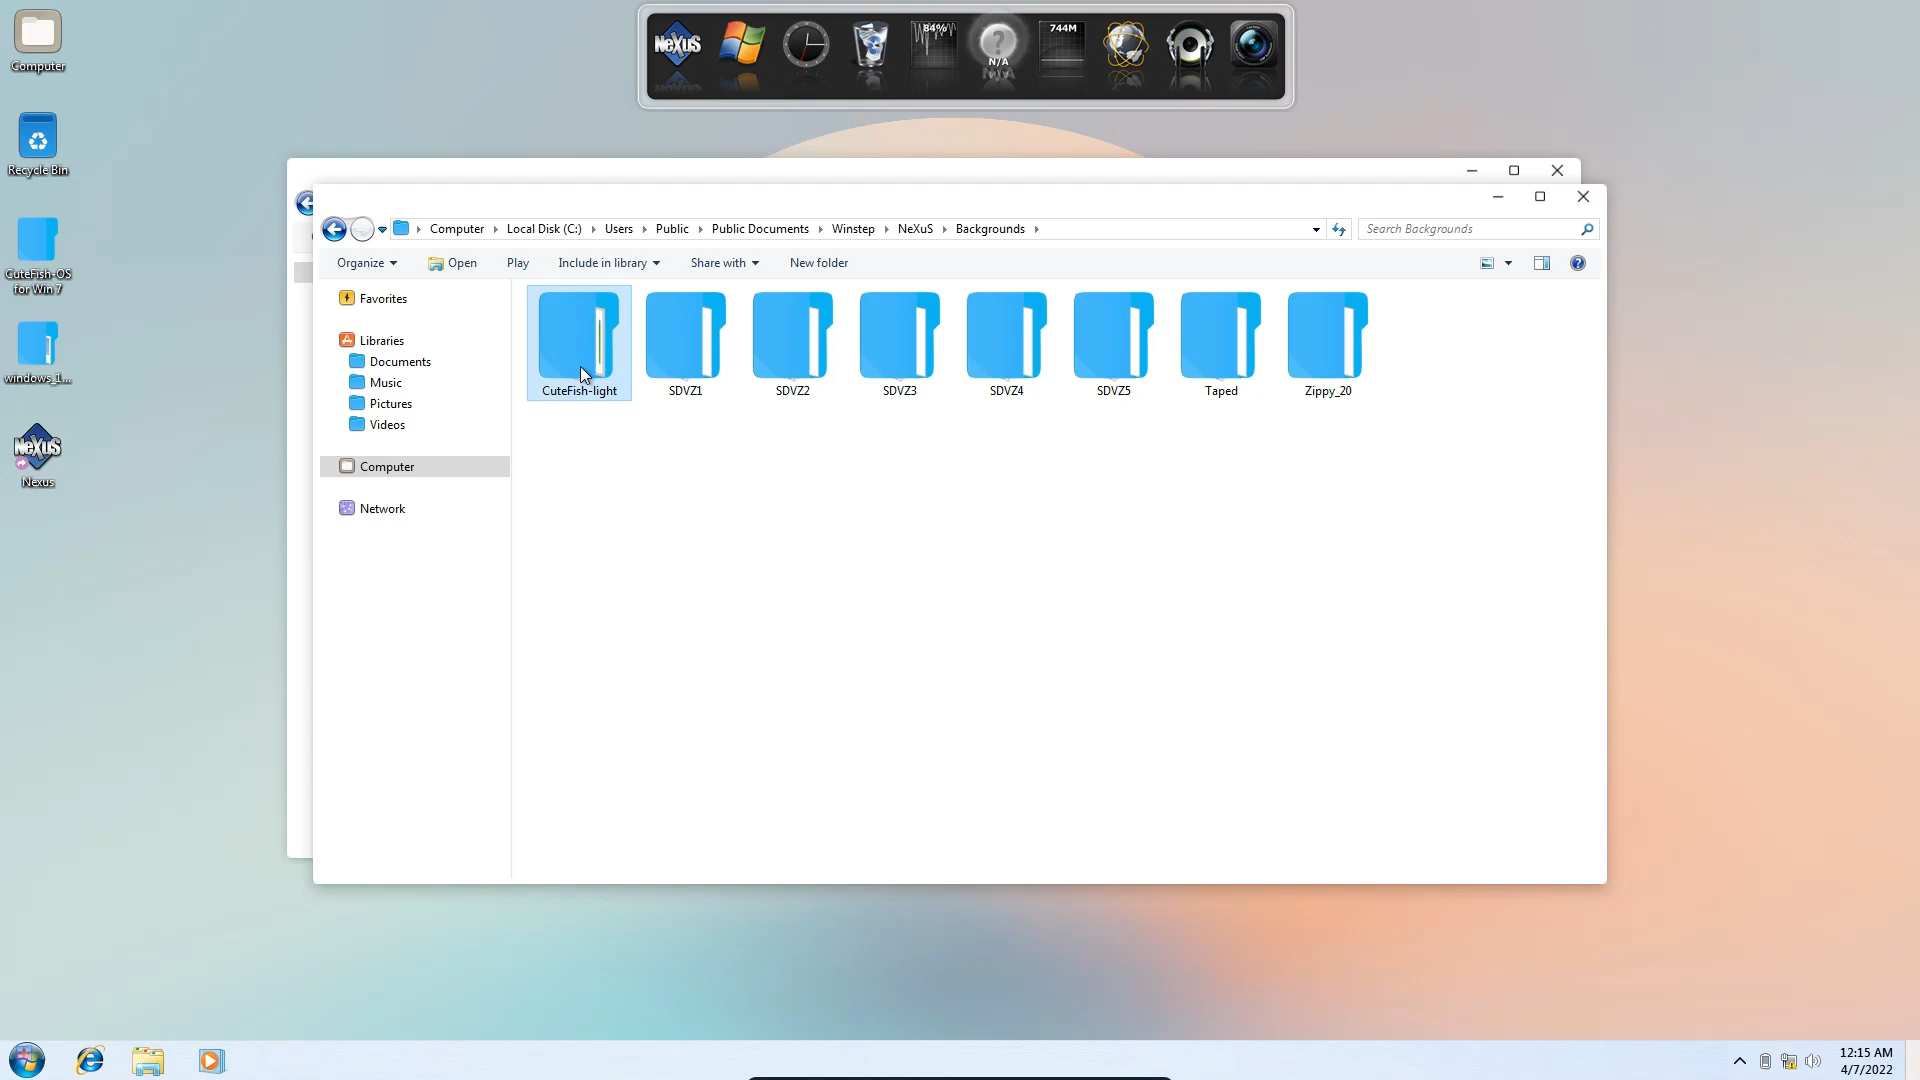 Computer
Recycle Bin
CuteFish-OS
for Win 7
windows_1...
NeXuS
Nexus
NeXuS
84%
N/A
744M
Computer
Local Disk (C:)
Users
Public
Public Documents
Winstep
NeXuS
Backgrounds
Search Backgrounds
Organize
Open
Play
Include in library
Share with
New folder
Favorites
Libraries
Documents
Music
Pictures
Videos
Computer
Network
CuteFish-light
SDVZ1
SDVZ2
SDVZ3
SDVZ4
SDVZ5
Taped
Zippy_20
12:15 AM
4/7/2022